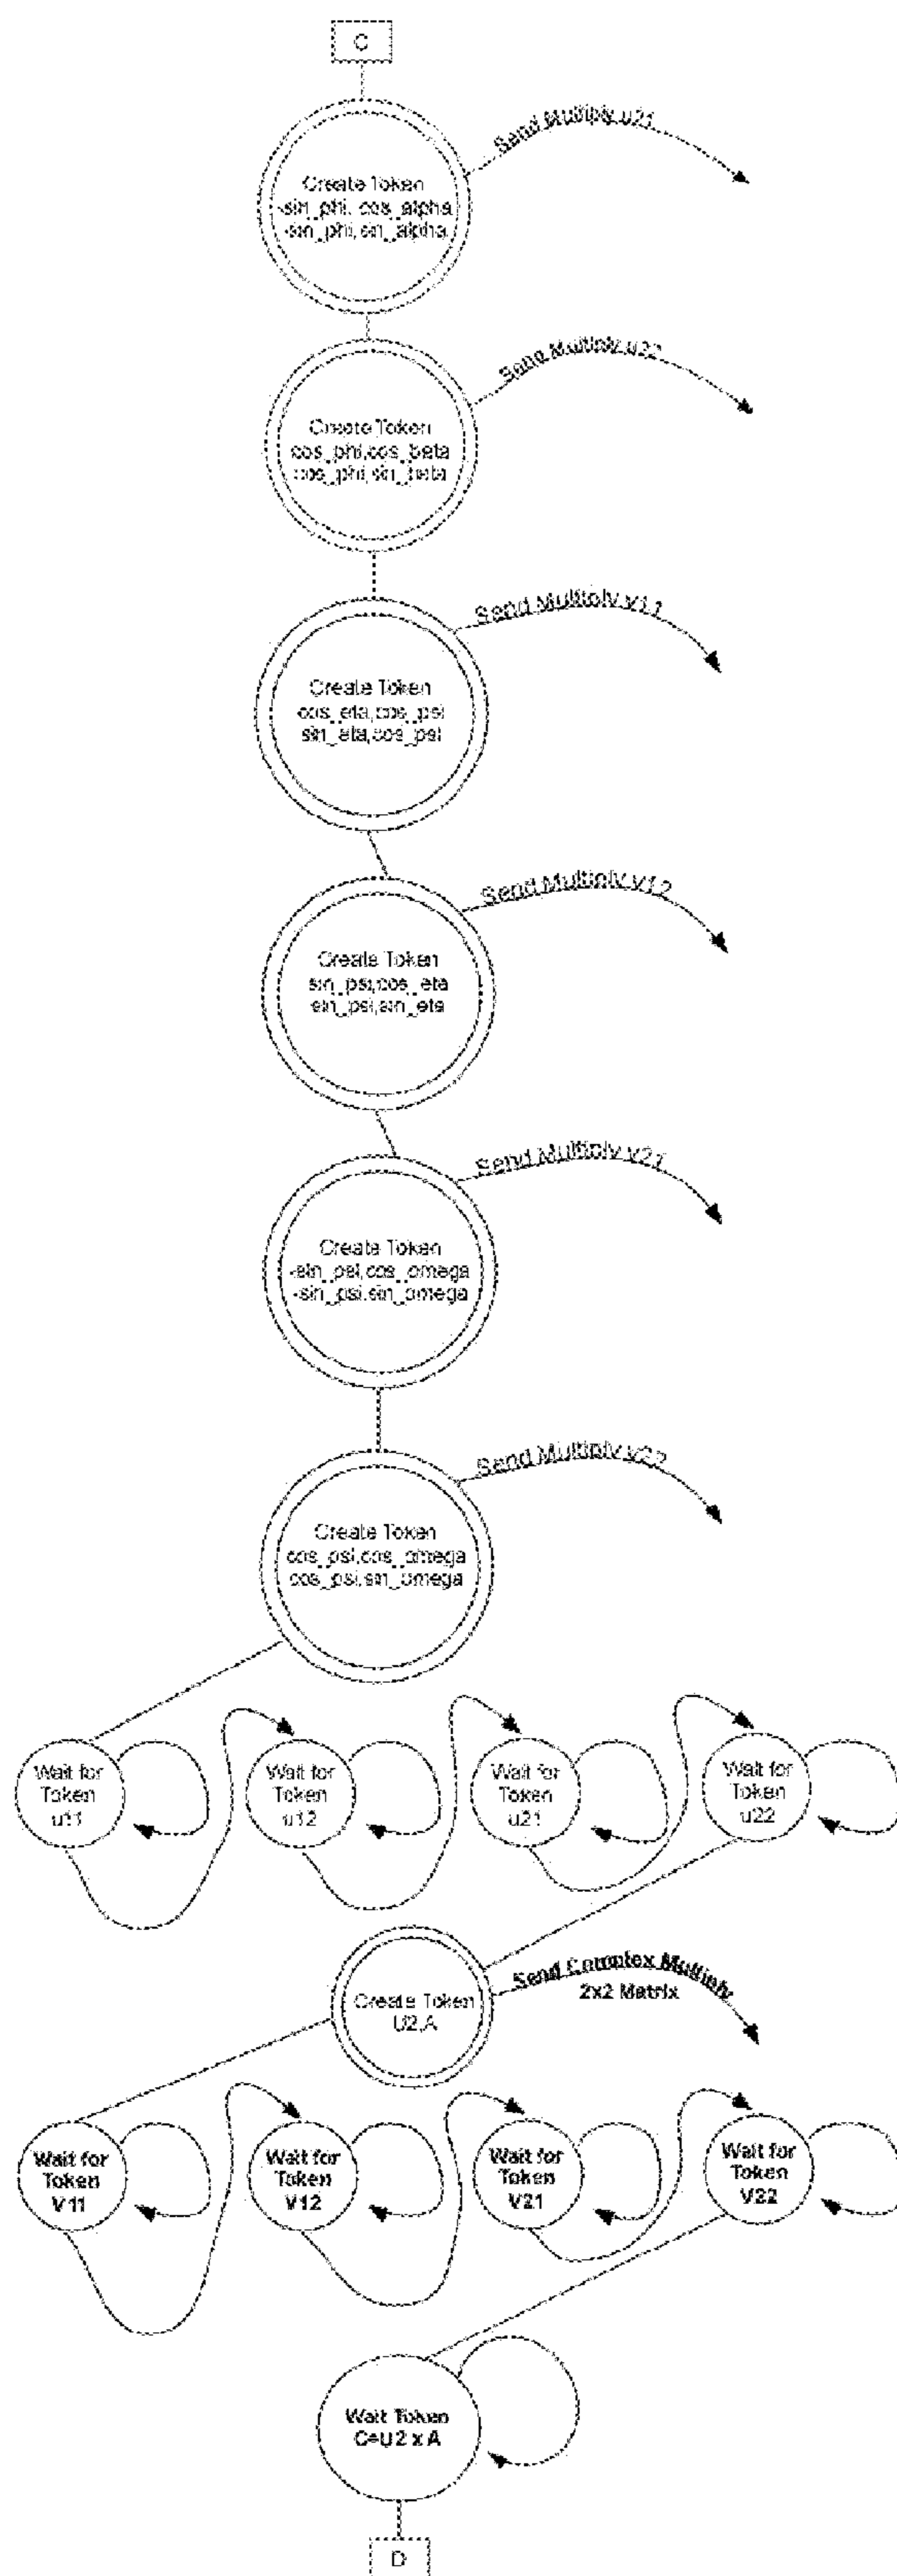 C
Send Multiply u21
Create Token
-sin_phi, cos_alpha
-sin_phi,sin_alpha
Send Multiply u22
Create Token
cos_phi,cos_beta
cos_phi,sin_beta
Send Multiply v11
Create Token
cos_eta,cos_psi
sin_eta,cos_psi
Send Multiply v12
Create Token
sin_psi,cos_eta
sin_psi,sin_eta
Send Multiply v21
Create Token
-sin_psi,cos_omega
-sin_psi,sin_omega
Send Multiply v22
Create Token
cos_psi,cos_omega
cos_psi,sin_omega
Wait for
Token
u11
Wait for
Token
u12
Wait for
Token
u21
Wait for
Token
u22
Send Complex Multiply
2x2 Matrix
Create Token
U2,A
Wait for
Token
V11
Wait for
Token
V12
Wait for
Token
V21
Wait for
Token
V22
Wait Token
C=U2 x A
D